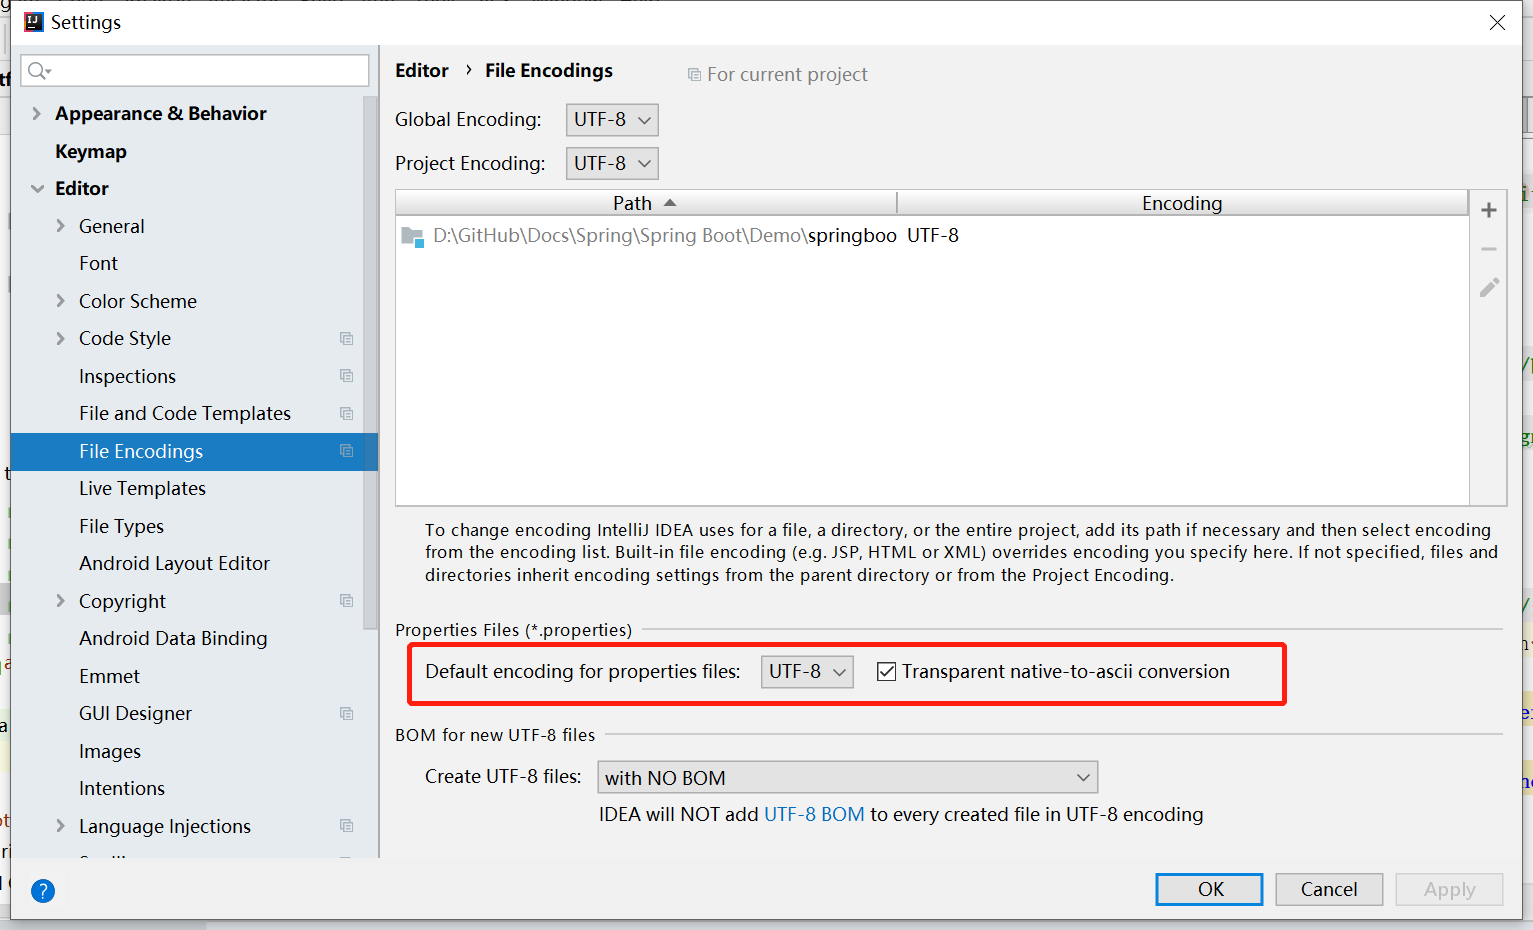 Settings
Appearance & Behavior
Keymap
Editor
General
Font
Color Scheme
Code Style
Inspections
File and Code Templates
File Encodings
Live Templates
File Types
Android Layout Editor
Copyright
Android Data Binding
Emmet
GUI Designer
Images
Intentions
Language Injections
Editor › File Encodings For current project
Global Encoding: UTF-8
Project Encoding: UTF-8
Path Encoding
D:\GitHub\Docs\Spring\Spring Boot\Demo\springboo UTF-8
To change encoding IntelliJ IDEA uses for a file, a directory, or the entire project, add its path if necessary and then select encoding
from the encoding list. Built-in file encoding (e.g. JSP, HTML or XML) overrides encoding you specify here. If not specified, files and
directories inherit encoding settings from the parent directory or from the Project Encoding.
Properties Files (*.properties)
Default encoding for properties files: UTF-8 Transparent native-to-ascii conversion
BOM for new UTF-8 files
Create UTF-8 files: with NO BOM
IDEA will NOT add UTF-8 BOM to every created file in UTF-8 encoding
?
OK Cancel Apply